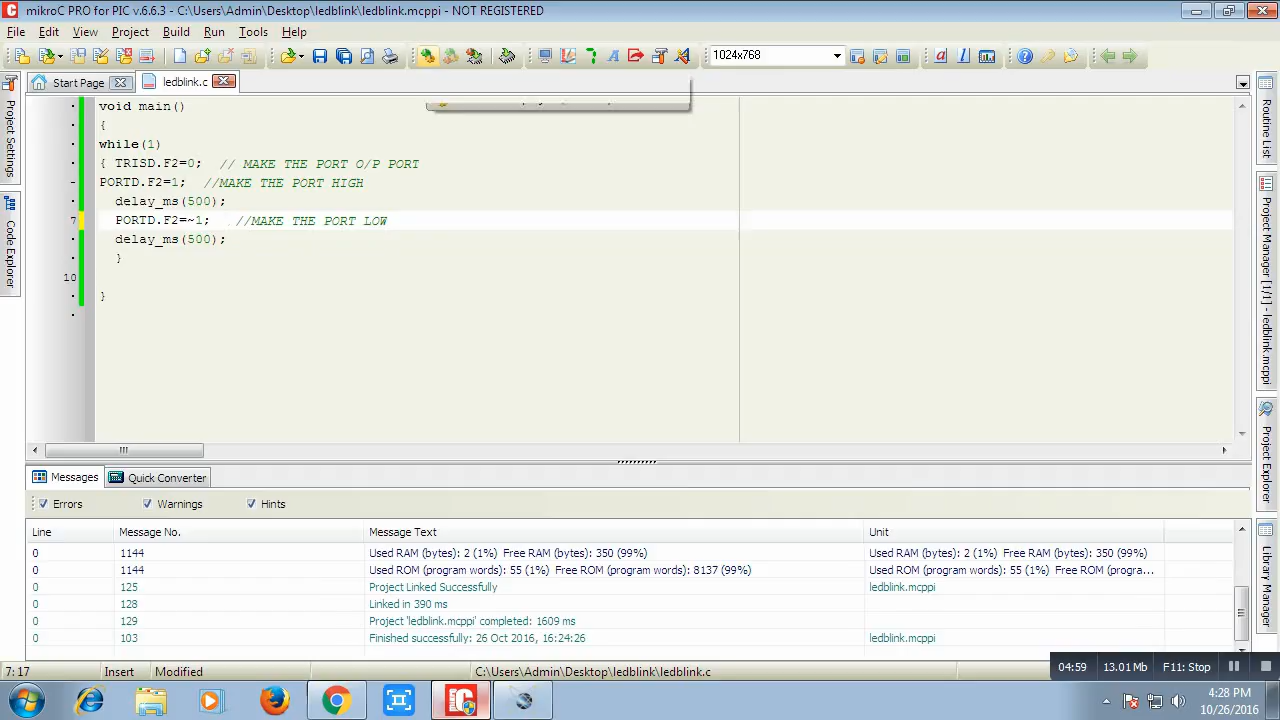 mikroC PRO for PIC v.6.6.3 - C:\Users\Admin\Desktop\ledblink\ledblink.mcppi - NOT REGISTERED
File Edit View Project Build Run Tools Help
1024x768
Start Page ledblink.c
void main()
{
while(1)
{ TRISD.F2=0; // MAKE THE PORT O/P PORT
PORTD.F2=1; //MAKE THE PORT HIGH
delay_ms(500);
7 PORTD.F2=~1; //MAKE THE PORT LOW
delay_ms(500);
}
10
}
Project Settings
Code Explorer
Routine List
Project Manager [1/1] - ledblink.mcppi
Project Explorer
Library Manager
Messages Quick Converter
Errors Warnings Hints
Line Message No. Message Text Unit
0 1144 Used RAM (bytes): 2 (1%) Free RAM (bytes): 350 (99%) Used RAM (bytes): 2 (1%) Free RAM (bytes): 350 (99%)
0 1144 Used ROM (program words): 55 (1%) Free ROM (program words): 8137 (99%) Used ROM (program words): 55 (1%) Free ROM (progra...
0 125 Project Linked Successfully ledblink.mcppi
0 128 Linked in 390 ms
0 129 Project 'ledblink.mcppi' completed: 1609 ms
0 103 Finished successfully: 26 Oct 2016, 16:24:26 ledblink.mcppi
7:17 Insert Modified C:\Users\Admin\Desktop\ledblink\ledblink.c
04:59 13.01 Mb F11: Stop
4:28 PM
10/26/2016